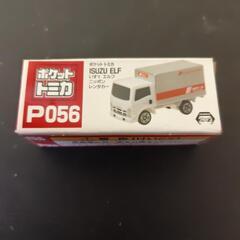 ポケット
トミカ
P056
ポケットトミカ
ISUZU ELF
いすゞ エルフ
ニッポン
レンタカー